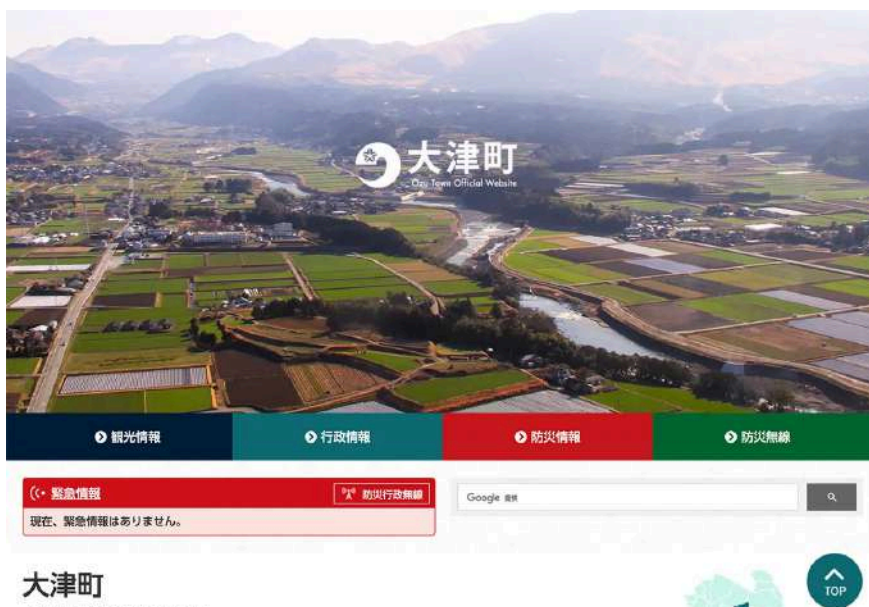 大津町
Ozu Town Official Website
観光情報
行政情報
防災情報
防災無線
緊急情報
防災行政無線
Google 提供
現在、緊急情報はありません。
大津町
TOP